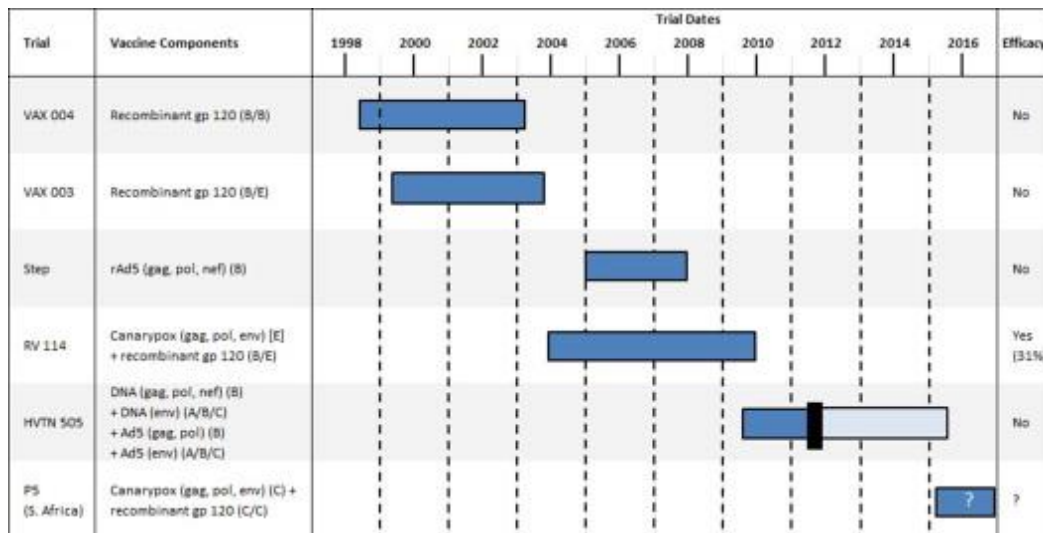 Trial Dates
Trial Vaccine Components 1998 2000 2002 2004 2006 2008 2010 2012 2014 2016 Efficacy
VAX 004 Recombinant gp 120 (B/B) No
VAX 003 Recombinant gp 120 (B/E) No
Step rAd5 (gag, pol, nef) (B) No
RV 114 Canarypox (gag, pol, env) [E] Yes
+ recombinant gp 120 (B/E) (31%
DNA (gag, pol, nef) (B)
+ DNA (env) (A/B/C)
HVTN 505 + Ad5 (gag, pol) (B) No
+ Ad5 (env) (A/B/C)
P5 Canarypox (gag, pol, env) (C) + ? ?
(S. Africa) recombinant gp 120 (C/C)